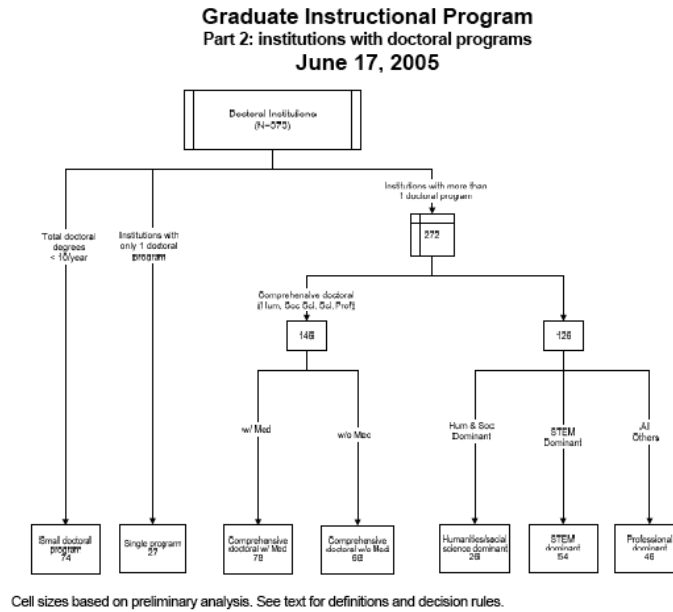 Graduate Instructional Program
Part 2: institutions with doctoral programs
June 17, 2005
Doctoral Institutions
(N=373)
Institutions with more than
1 doctoral program
Total doctoral
degrees
< 10/year
Institutions with
only 1 doctoral
program
272
Comprehensive doctoral
(Hum, Soc Sci, Sci, Prof)
146
126
w/ Med
w/o Med
Hum & Soc
Dominant
STEM
Dominant
All
Others
Small doctoral
program
74
Single program
27
Comprehensive
doctoral w/ Med
78
Comprehensive
doctoral w/o Med
68
Humanities/social
science dominant
26
STEM
dominant
54
Professional
dominant
46
Cell sizes based on preliminary analysis. See text for definitions and decision rules.